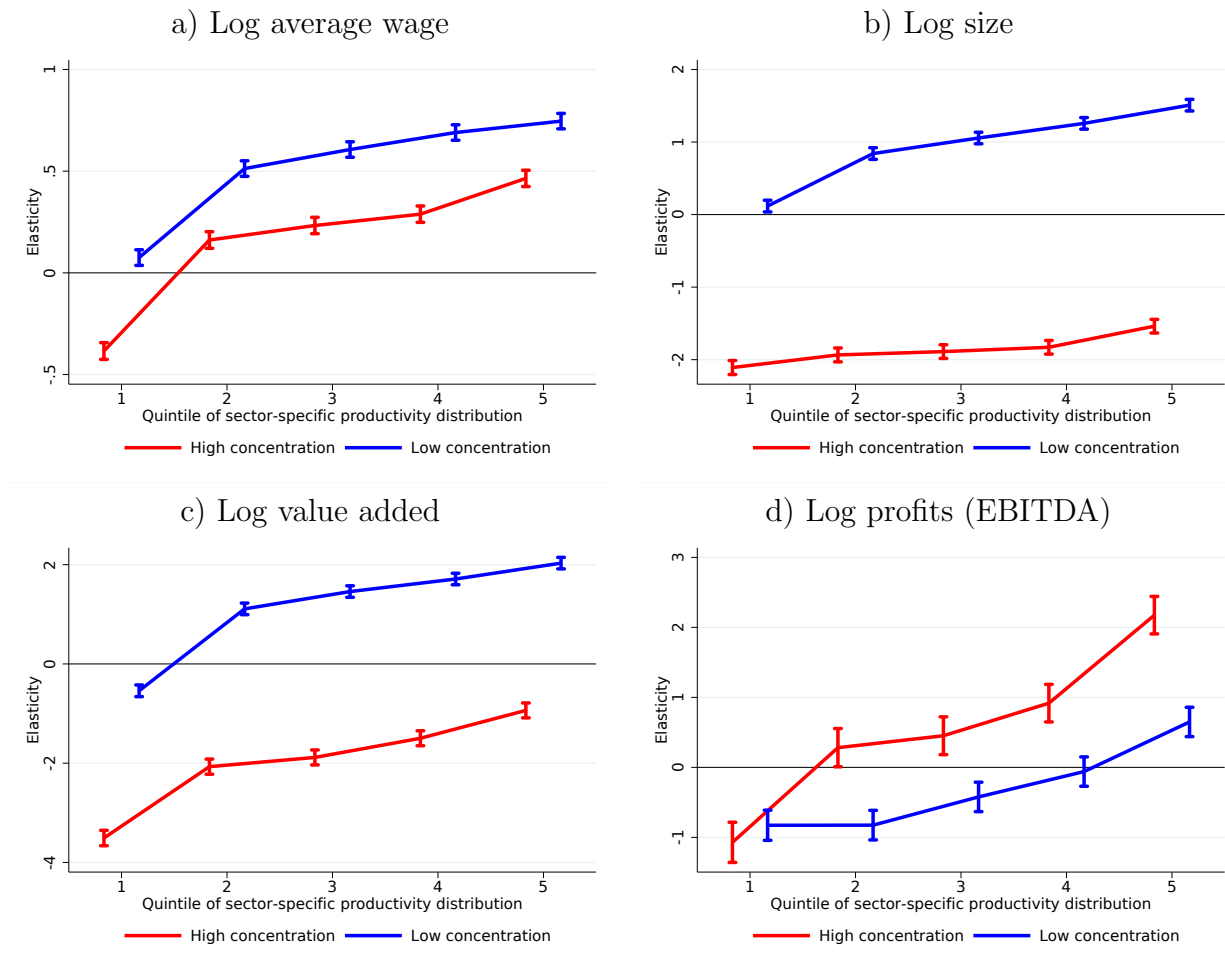 a) Log average wage
1
.5
0
-.5
Elasticity
1 2 3 4 5
Quintile of sector-specific productivity distribution
High concentration Low concentration
b) Log size
2
1
0
-1
-2
Elasticity
1 2 3 4 5
Quintile of sector-specific productivity distribution
High concentration Low concentration
c) Log value added
2
0
-2
-4
Elasticity
1 2 3 4 5
Quintile of sector-specific productivity distribution
High concentration Low concentration
d) Log profits (EBITDA)
3
2
1
0
-1
Elasticity
1 2 3 4 5
Quintile of sector-specific productivity distribution
High concentration Low concentration